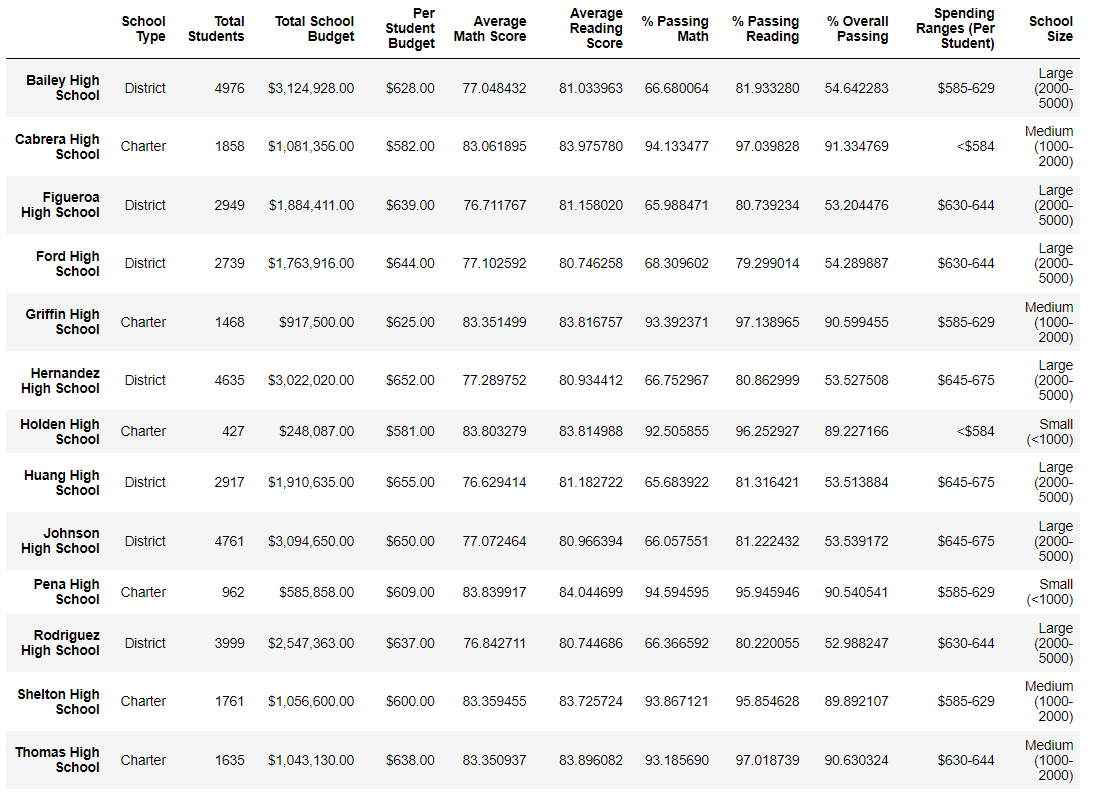 School Type Total Students Total School Budget Per Student Budget Average Math Score Average Reading Score % Passing Math % Passing Reading % Overall Passing Spending Ranges (Per Student) School Size
Bailey High School District 4976 $3,124,928.00 $628.00 77.048432 81.033963 66.680064 81.933280 54.642283 $585-629 Large (2000-5000)
Cabrera High School Charter 1858 $1,081,356.00 $582.00 83.061895 83.975780 94.133477 97.039828 91.334769 <$584 Medium (1000-2000)
Figueroa High School District 2949 $1,884,411.00 $639.00 76.711767 81.158020 65.988471 80.739234 53.204476 $630-644 Large (2000-5000)
Ford High School District 2739 $1,763,916.00 $644.00 77.102592 80.746258 68.309602 79.299014 54.289887 $630-644 Large (2000-5000)
Griffin High School Charter 1468 $917,500.00 $625.00 83.351499 83.816757 93.392371 97.138965 90.599455 $585-629 Medium (1000-2000)
Hernandez High School District 4635 $3,022,020.00 $652.00 77.289752 80.934412 66.752967 80.862999 53.527508 $645-675 Large (2000-5000)
Holden High School Charter 427 $248,087.00 $581.00 83.803279 83.814988 92.505855 96.252927 89.227166 <$584 Small (<1000)
Huang High School District 2917 $1,910,635.00 $655.00 76.629414 81.182722 65.683922 81.316421 53.513884 $645-675 Large (2000-5000)
Johnson High School District 4761 $3,094,650.00 $650.00 77.072464 80.966394 66.057551 81.222432 53.539172 $645-675 Large (2000-5000)
Pena High School Charter 962 $585,858.00 $609.00 83.839917 84.044699 94.594595 95.945946 90.540541 $585-629 Small (<1000)
Rodriguez High School District 3999 $2,547,363.00 $637.00 76.842711 80.744686 66.366592 80.220055 52.988247 $630-644 Large (2000-5000)
Shelton High School Charter 1761 $1,056,600.00 $600.00 83.359455 83.725724 93.867121 95.854628 89.892107 $585-629 Medium (1000-2000)
Thomas High School Charter 1635 $1,043,130.00 $638.00 83.350937 83.896082 93.185690 97.018739 90.630324 $630-644 Medium (1000-2000)